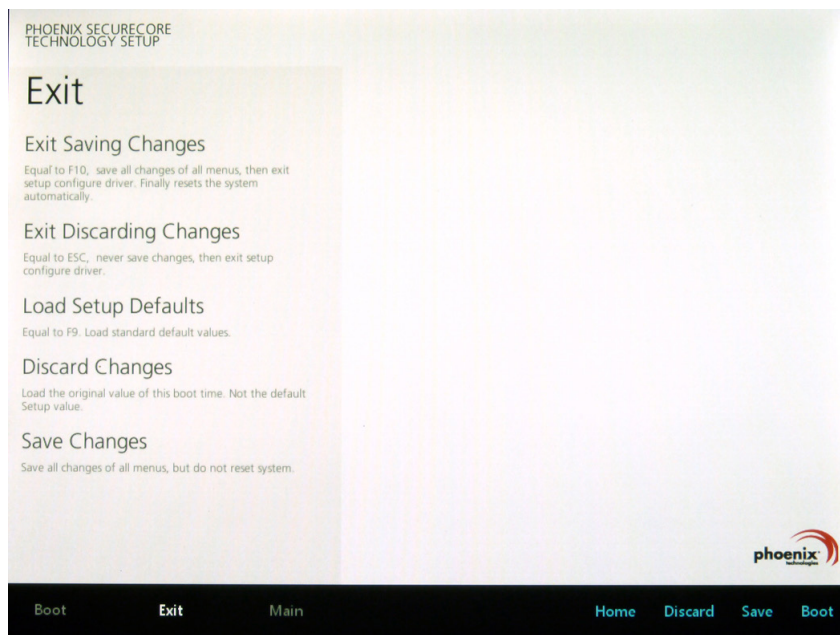 PHOENIX SECURECORE
TECHNOLOGY SETUP
Exit
Exit Saving Changes
Equal to F10, save all changes of all menus, then exit
setup configure driver. Finally resets the system
automatically.
Exit Discarding Changes
Equal to ESC, never save changes, then exit setup
configure driver.
Load Setup Defaults
Equal to F9. Load standard default values.
Discard Changes
Load the original value of this boot time. Not the default
Setup value.
Save Changes
Save all changes of all menus, but do not reset system.
phoenix
technologies
Boot Exit Main Home Discard Save Boot